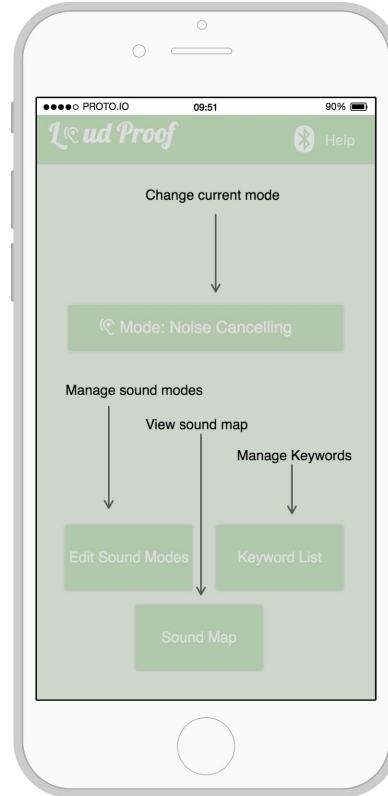 PROTO.IO 09:51 90%
Loud Proof Help
Change current mode
Mode: Noise Cancelling
Manage sound modes
View sound map
Manage Keywords
Edit Sound Modes Keyword List
Sound Map